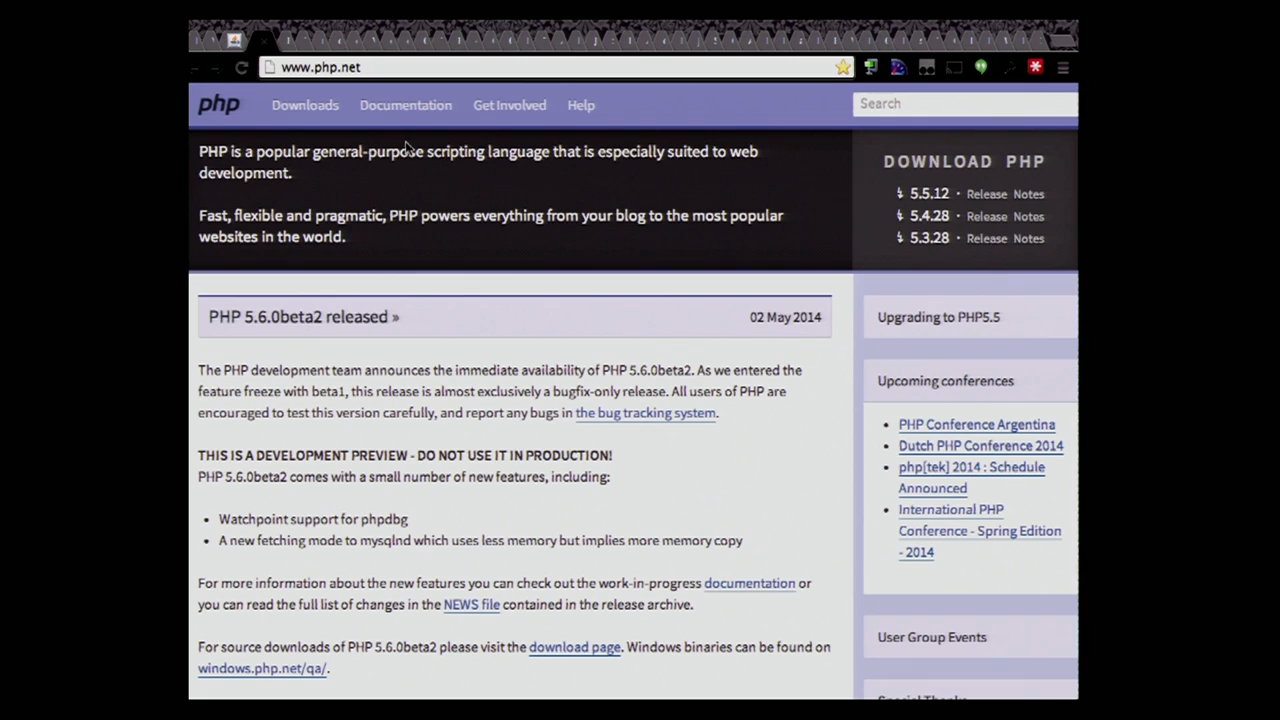 www.php.net
php
Downloads
Documentation
Get Involved
Help
Search
PHP is a popular general-purpose scripting language that is especially suited to web
development.
Fast, flexible and pragmatic, PHP powers everything from your blog to the most popular
websites in the world.
DOWNLOAD PHP
5.5.12 · Release Notes
5.4.28 · Release Notes
5.3.28 · Release Notes
PHP 5.6.0beta2 released »
02 May 2014
The PHP development team announces the immediate availability of PHP 5.6.0beta2. As we entered the
feature freeze with beta1, this release is almost exclusively a bugfix-only release. All users of PHP are
encouraged to test this version carefully, and report any bugs in the bug tracking system.
THIS IS A DEVELOPMENT PREVIEW - DO NOT USE IT IN PRODUCTION!
PHP 5.6.0beta2 comes with a small number of new features, including:
• Watchpoint support for phpdbg
• A new fetching mode to mysqlnd which uses less memory but implies more memory copy
For more information about the new features you can check out the work-in-progress documentation or
you can read the full list of changes in the NEWS file contained in the release archive.
For source downloads of PHP 5.6.0beta2 please visit the download page. Windows binaries can be found on
windows.php.net/qa/.
Upgrading to PHP5.5
Upcoming conferences
• PHP Conference Argentina
• Dutch PHP Conference 2014
• php[tek] 2014 : Schedule
Announced
• International PHP
Conference - Spring Edition
- 2014
User Group Events
Special Thanks